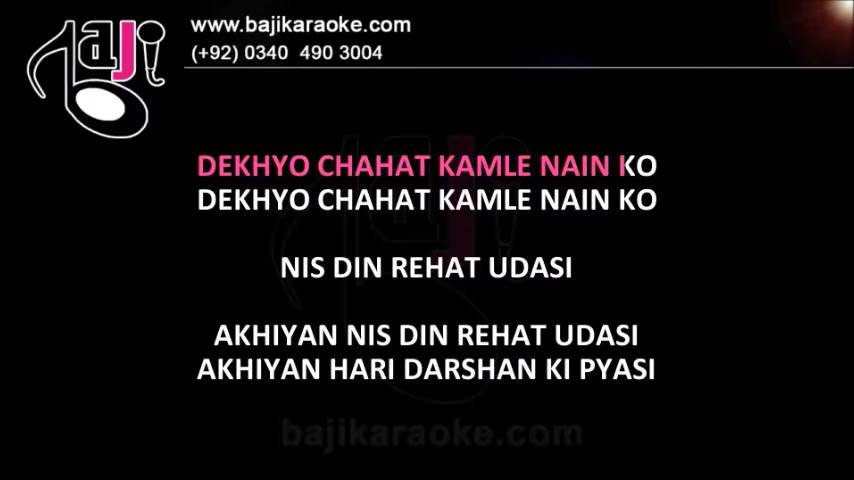 www.bajikaraoke.com
(+92) 0340 490 3004
baji
DEKHYO CHAHAT KAMLE NAIN KO
DEKHYO CHAHAT KAMLE NAIN KO
NIS DIN REHAT UDASI
AKHIYAN NIS DIN REHAT UDASI
AKHIYAN HARI DARSHAN KI PYASI
bajikaraoke.com